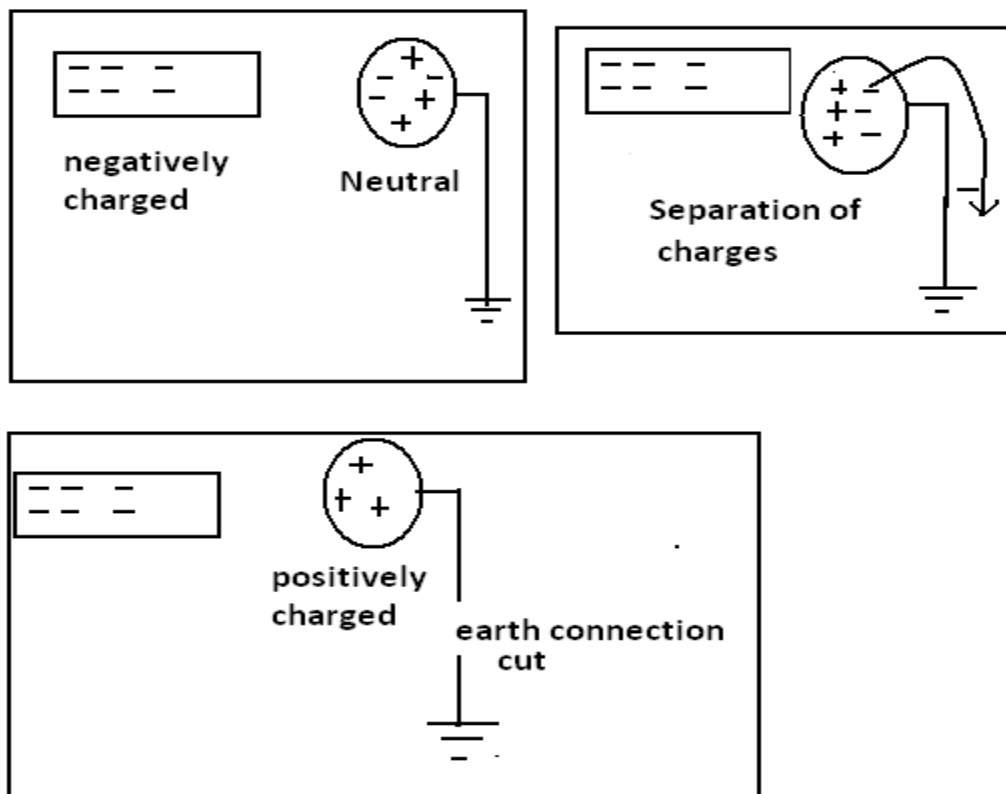 negatively
charged
Neutral
Separation of
charges
positively
charged
earth connection
cut